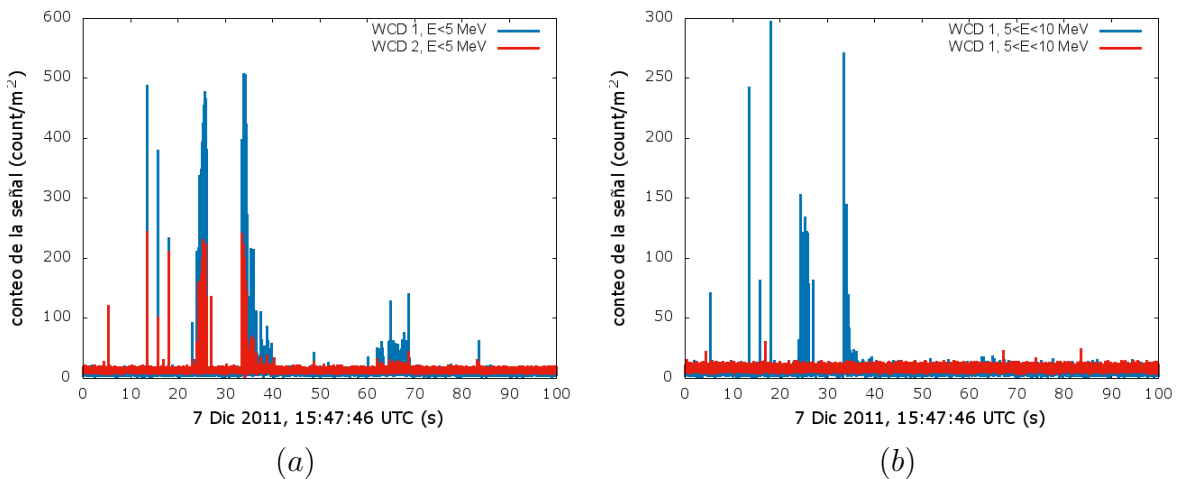 WCD 1, E<5 MeV
WCD 2, E<5 MeV
600
500
400
300
200
100
0
conteo de la señal (count/m²)
0 10 20 30 40 50 60 70 80 90 100
7 Dic 2011, 15:47:46 UTC (s)
(a)
WCD 1, 5<E<10 MeV
WCD 1, 5<E<10 MeV
300
250
200
150
100
50
0
conteo de la señal (count/m²)
0 10 20 30 40 50 60 70 80 90 100
7 Dic 2011, 15:47:46 UTC (s)
(b)